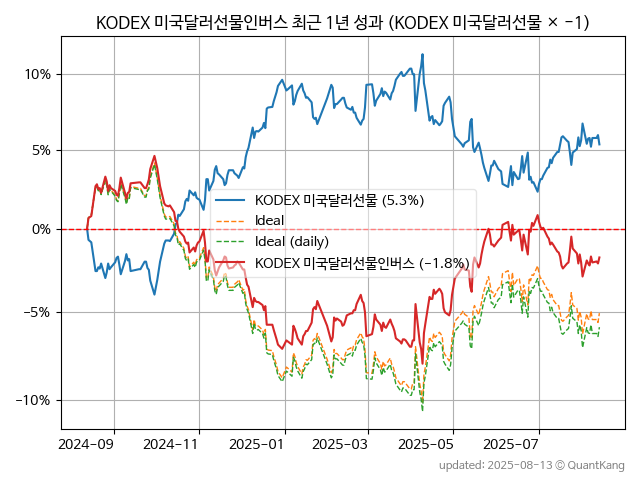 KODEX 미국달러선물인버스 최근 1년 성과 (KODEX 미국달러선물 × −1)
10%
5%
0%
−5%
−10%
KODEX 미국달러선물 (5.3%)
Ideal
Ideal (daily)
KODEX 미국달러선물인버스 (−1.8%)
2024-09 2024-11 2025-01 2025-03 2025-05 2025-07
updated: 2025-08-13 © QuantKang